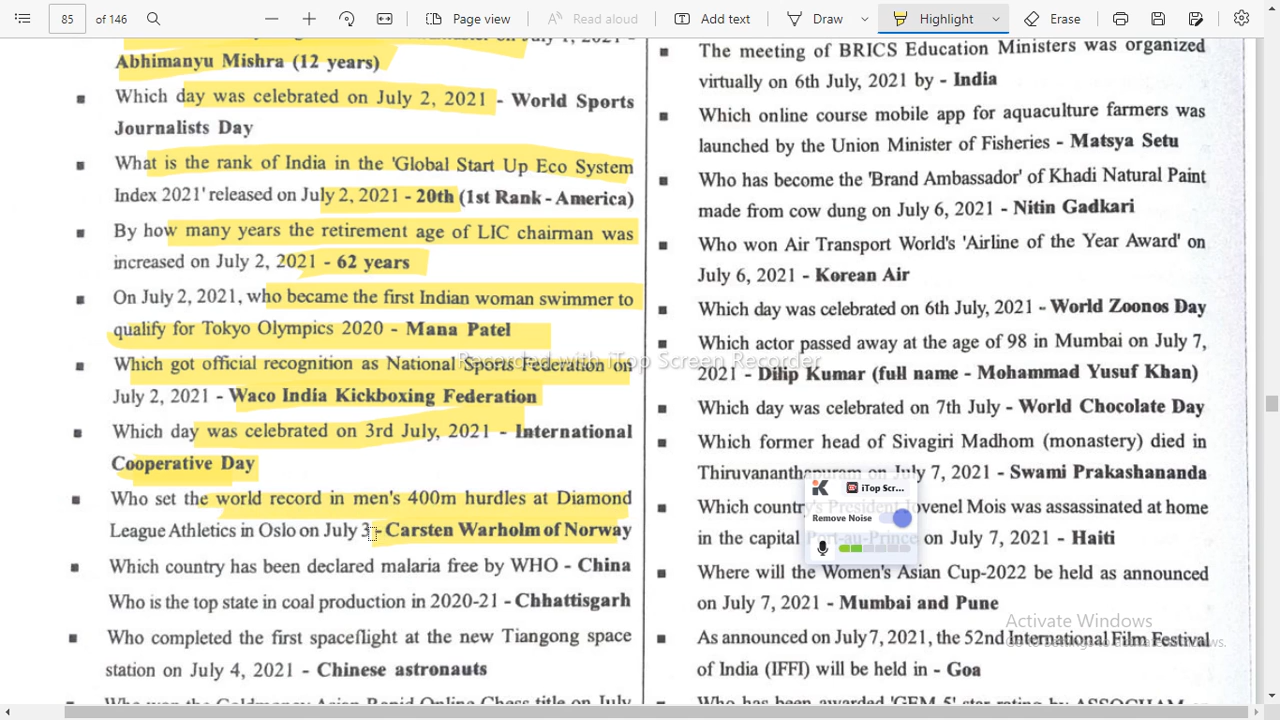 85
of 146
Page view
Read aloud
Add text
Draw
Highlight
Erase
Abhimanyu Mishra (12 years)
Which day was celebrated on July 2, 2021 - World Sports
Journalists Day
What is the rank of India in the 'Global Start Up Eco System
Index 2021' released on July 2, 2021 - 20th (1st Rank - America)
By how many years the retirement age of LIC chairman was
increased on July 2, 2021 - 62 years
On July 2, 2021, who became the first Indian woman swimmer to
qualify for Tokyo Olympics 2020 - Mana Patel
Which got official recognition as National Sports Federation on
July 2, 2021 - Waco India Kickboxing Federation
Which day was celebrated on 3rd July, 2021 - International
Cooperative Day
Who set the world record in men's 400m hurdles at Diamond
League Athletics in Oslo on July 3 - Carsten Warholm of Norway
Which country has been declared malaria free by WHO - China
Who is the top state in coal production in 2020-21 - Chhattisgarh
Who completed the first spaceflight at the new Tiangong space
station on July 4, 2021 - Chinese astronauts
The meeting of BRICS Education Ministers was organized
virtually on 6th July, 2021 by - India
Which online course mobile app for aquaculture farmers was
launched by the Union Minister of Fisheries - Matsya Setu
Who has become the 'Brand Ambassador' of Khadi Natural Paint
made from cow dung on July 6, 2021 - Nitin Gadkari
Who won Air Transport World's 'Airline of the Year Award' on
July 6, 2021 - Korean Air
Which day was celebrated on 6th July, 2021 - World Zoonos Day
Which actor passed away at the age of 98 in Mumbai on July 7,
2021 - Dilip Kumar (full name - Mohammad Yusuf Khan)
Which day was celebrated on 7th July - World Chocolate Day
Which former head of Sivagiri Madhom (monastery) died in
Thiruvananthapuram on July 7, 2021 - Swami Prakashananda
Which country's President Jovenel Mois was assassinated at home
in the capital Port-au-Prince on July 7, 2021 - Haiti
Where will the Women's Asian Cup-2022 be held as announced
on July 7, 2021 - Mumbai and Pune
As announced on July 7, 2021, the 52nd International Film Festival
of India (IFFI) will be held in - Goa
Recorded with iTop Screen Recorder
iTop Scr...
Remove Noise
Activate Windows